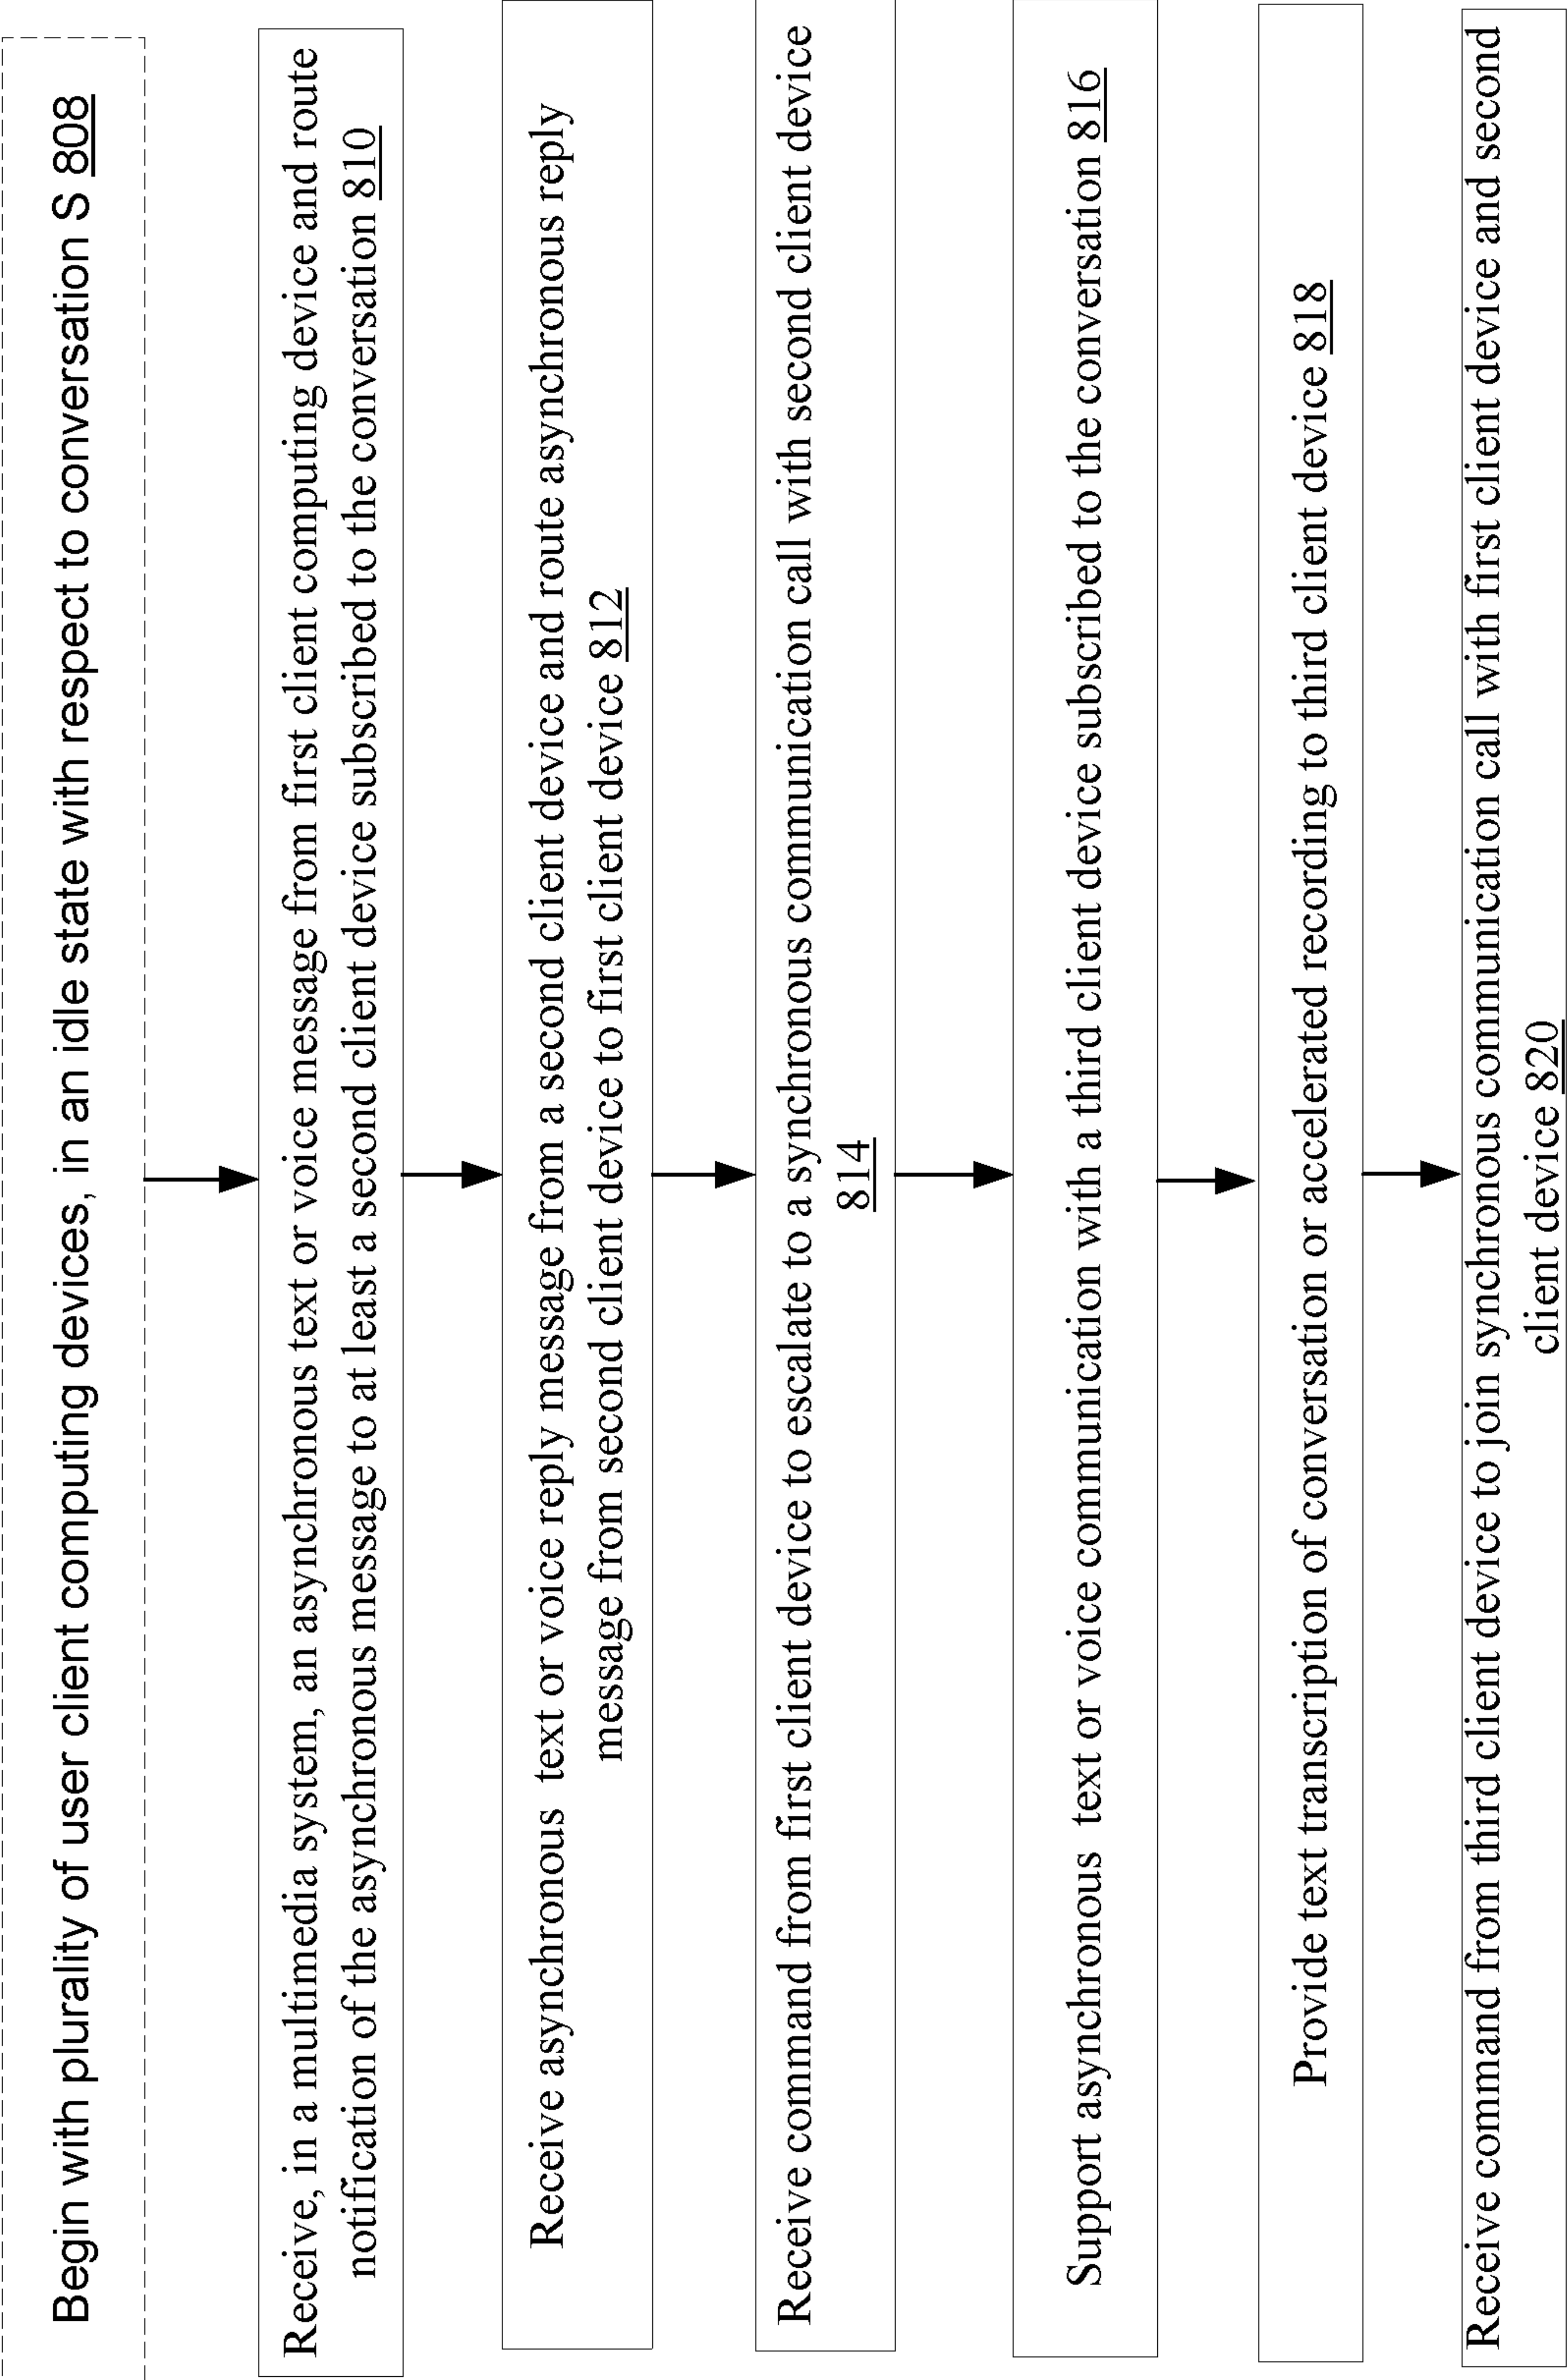 Begin with plurality of user client computing devices, in an idle state with respect to conversation S 808
Receive, in a multimedia system, an asynchronous text or voice message from first client computing device and route
notification of the asynchronous message to at least a second client device subscribed to the conversation 810
Receive asynchronous text or voice reply message from a second client device and route asynchronous reply
message from second client device to first client device 812
Receive command from first client device to escalate to a synchronous communication call with second client device
814
Support asynchronous text or voice communication with a third client device subscribed to the conversation 816
Provide text transcription of conversation or accelerated recording to third client device 818
Receive command from third client device to join synchronous communication call with first client device and second
client device 820